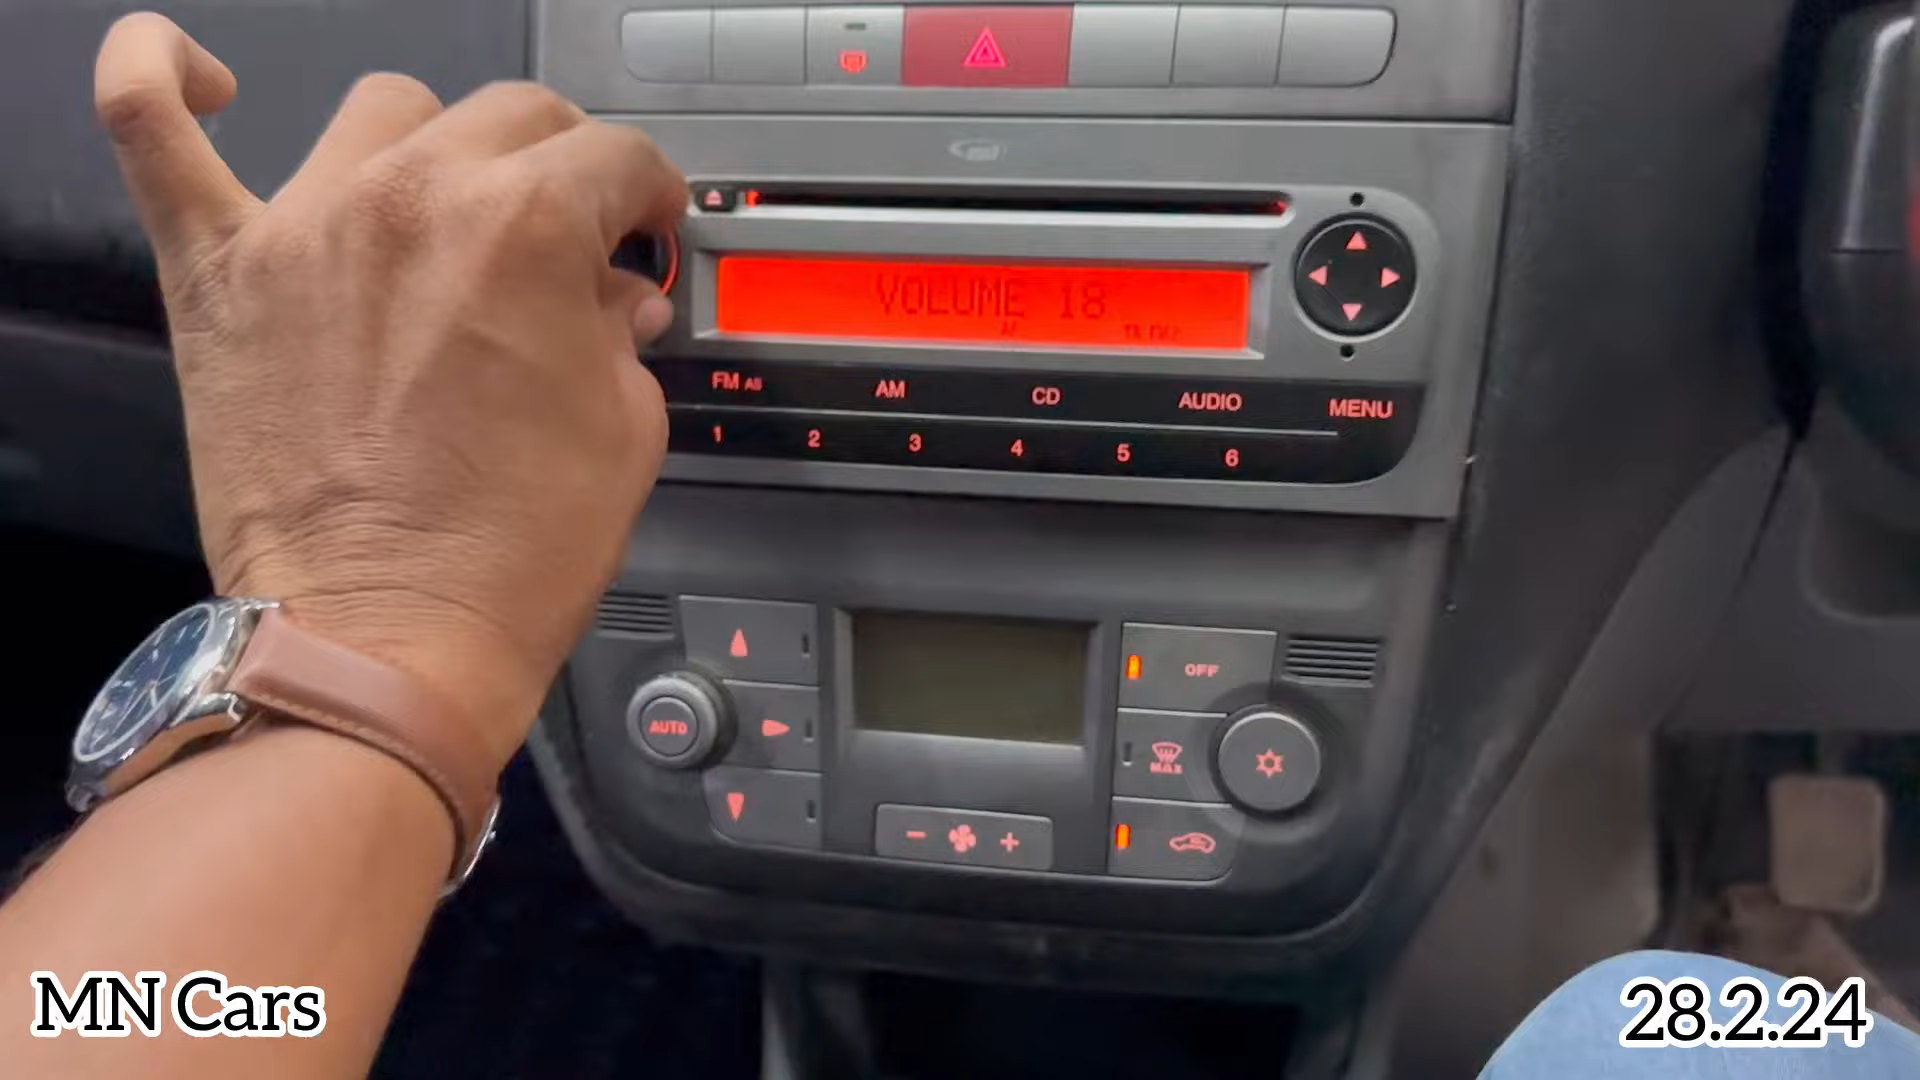 VOLUME 18
FM AS AM CD AUDIO MENU
1 2 3 4 5 6
OFF
AUTO
MAX
MN Cars
28.2.24